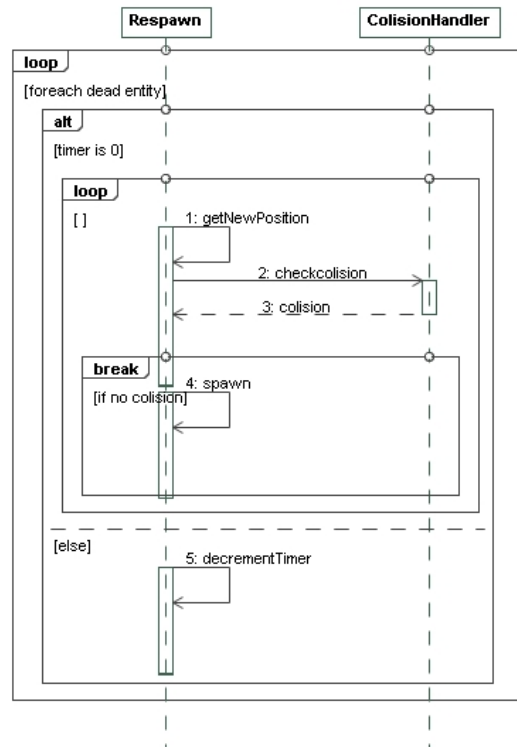 Respawn
ColisionHandler
loop
[foreach dead entity]
alt
[timer is 0]
loop
[ ]
1: getNewPosition
2: checkcolision
3: colision
break
4: spawn
[if no colision]
[else]
5: decrementTimer